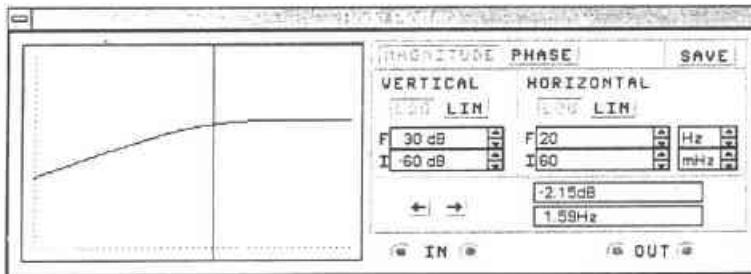 MAGNITUDE PHASE SAVE
VERTICAL HORIZONTAL
LOG LIN LOG LIN
F 30 dB F 20 Hz
I -60 dB I 60 mHz
← → -2.15dB
1.59Hz
IN OUT